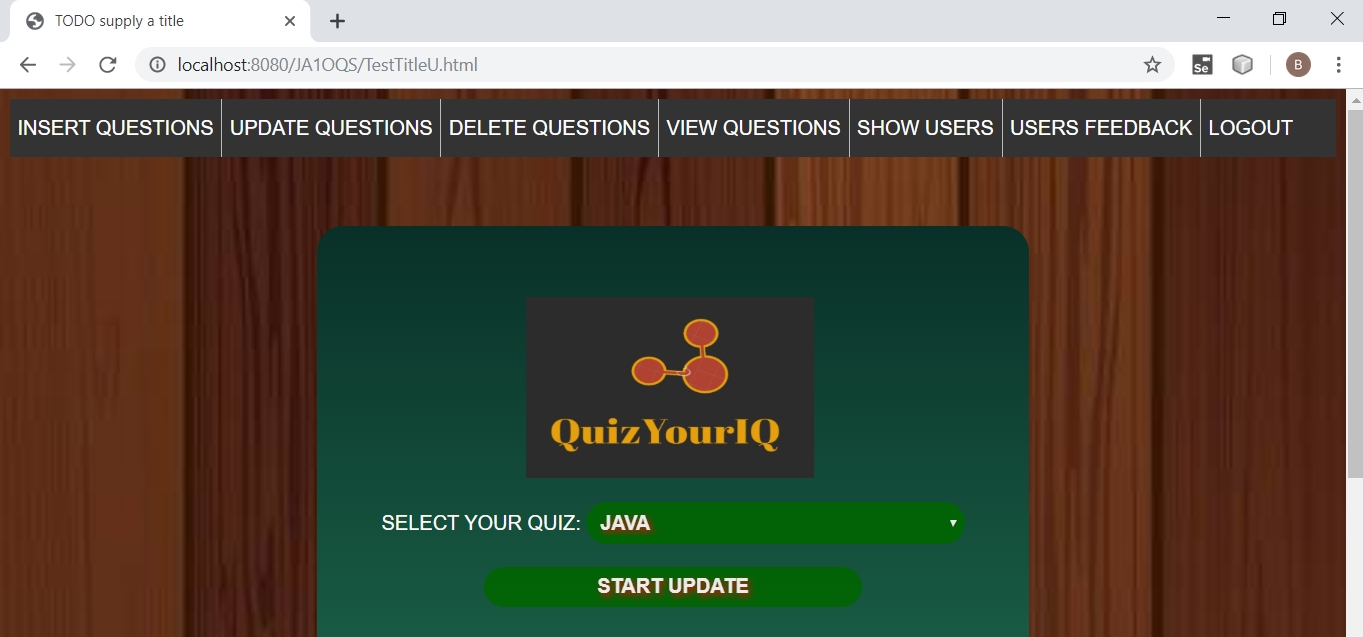 TODO supply a title
localhost:8080/JA1OQS/TestTitleU.html
Se
B
INSERT QUESTIONS UPDATE QUESTIONS DELETE QUESTIONS VIEW QUESTIONS SHOW USERS USERS FEEDBACK LOGOUT
QuizYourIQ
SELECT YOUR QUIZ: JAVA
START UPDATE